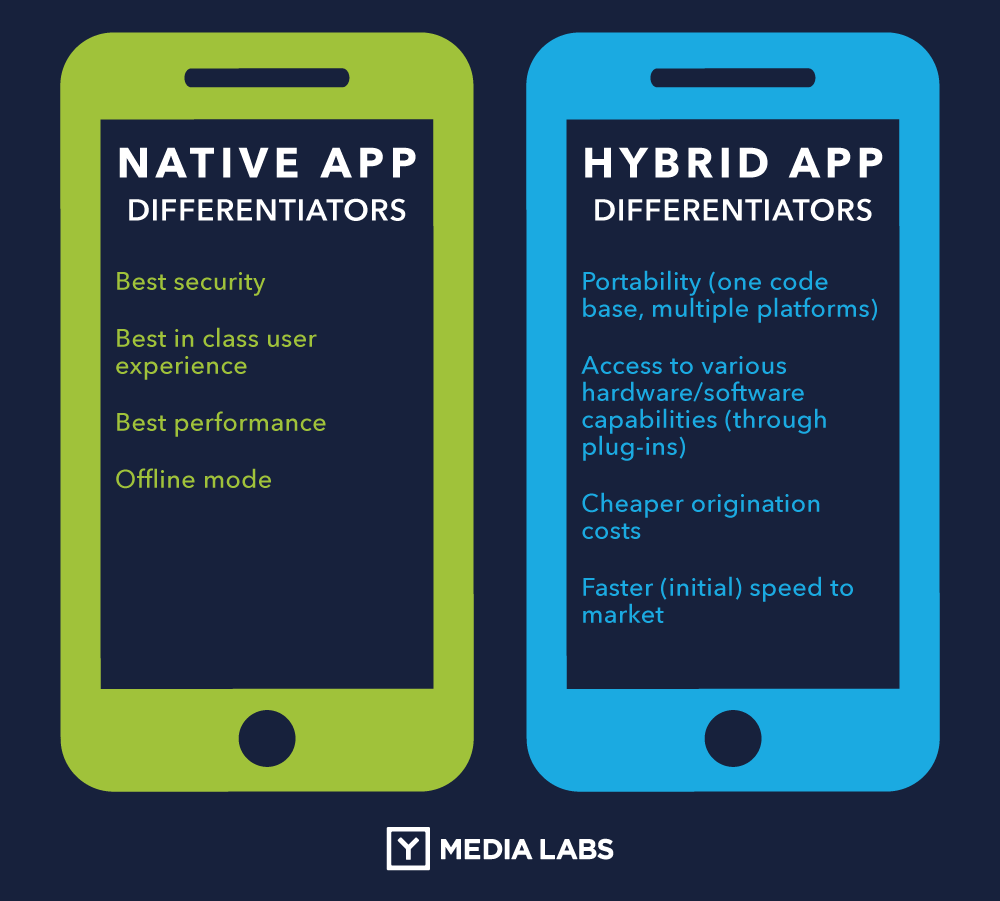 NATIVE APP
DIFFERENTIATORS
Best security
Best in class user
experience
Best performance
Offline mode
HYBRID APP
DIFFERENTIATORS
Portability (one code
base, multiple platforms)
Access to various
hardware/software
capabilities (through
plug-ins)
Cheaper origination
costs
Faster (initial) speed to
market
Y MEDIA LABS